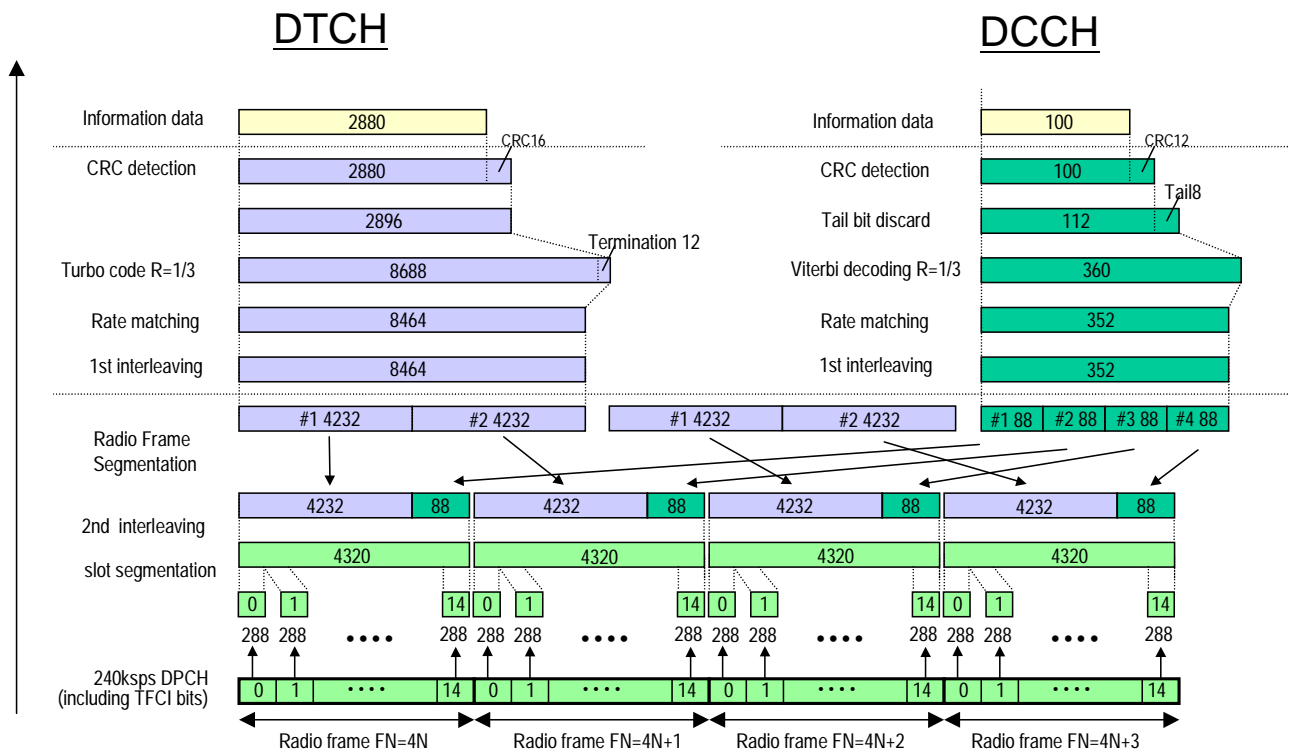 DTCH
DCCH
Information data
2880
Information data
100
CRC16
CRC12
CRC detection
2880
CRC detection
100
Tail8
2896
Tail bit discard
112
Termination 12
Turbo code R=1/3
8688
Viterbi decoding R=1/3
360
Rate matching
8464
Rate matching
352
1st interleaving
8464
1st interleaving
352
#1 4232
#2 4232
#1 4232
#2 4232
#1 88
#2 88
#3 88
#4 88
Radio Frame
Segmentation
4232
88
4232
88
4232
88
4232
88
2nd interleaving
4320
4320
4320
4320
slot segmentation
0
1
14
0
1
14
0
1
14
0
1
14
288
288
• • • •
288
288
288
• • • •
288
288
288
• • • •
288
288
288
• • • •
288
240ksps DPCH
(including TFCI bits)
0
1
• • • •
14
0
1
• • • •
14
0
1
• • • •
14
0
1
• • • •
14
Radio frame FN=4N
Radio frame FN=4N+1
Radio frame FN=4N+2
Radio frame FN=4N+3